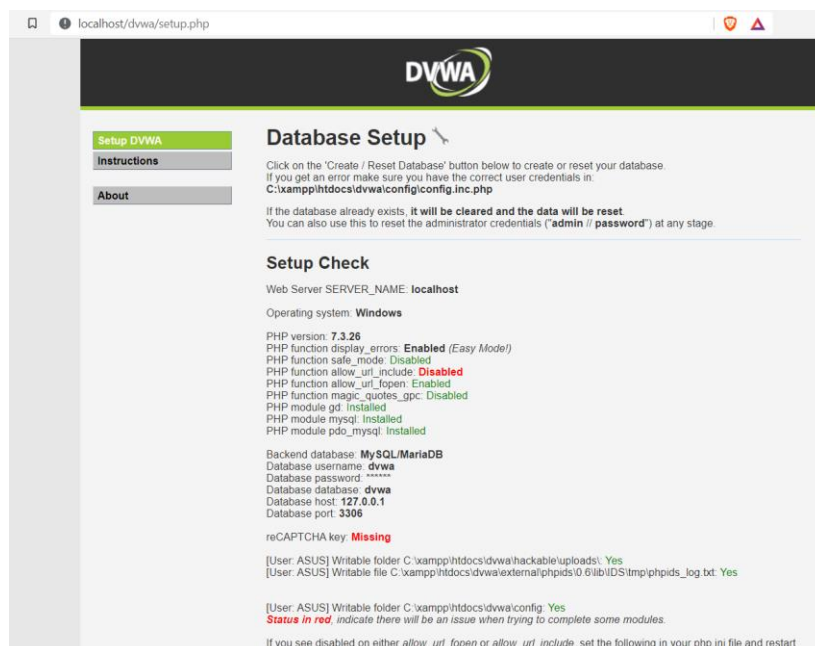 localhost/dvwa/setup.php
DVWA
Setup DVWA
Instructions
About
Database Setup
Click on the 'Create / Reset Database' button below to create or reset your database.
If you get an error make sure you have the correct user credentials in:
C:\xampp\htdocs\dvwa\config\config.inc.php
If the database already exists, it will be cleared and the data will be reset.
You can also use this to reset the administrator credentials ("admin // password") at any stage.
Setup Check
Web Server SERVER_NAME: localhost
Operating system: Windows
PHP version: 7.3.26
PHP function display_errors: Enabled (Easy Mode!)
PHP function safe_mode: Disabled
PHP function allow_url_include: Disabled
PHP function allow_url_fopen: Enabled
PHP function magic_quotes_gpc: Disabled
PHP module gd: Installed
PHP module mysql: Installed
PHP module pdo_mysql: Installed
Backend database: MySQL/MariaDB
Database username: dvwa
Database password: ******
Database database: dvwa
Database host: 127.0.0.1
Database port: 3306
reCAPTCHA key: Missing
[User: ASUS] Writable folder C:\xampp\htdocs\dvwa\hackable\uploads\: Yes
[User: ASUS] Writable file C:\xampp\htdocs\dvwa\external\phpids\0.6\lib\IDS\tmp\phpids_log.txt: Yes
[User: ASUS] Writable folder C:\xampp\htdocs\dvwa\config: Yes
Status in red, indicate there will be an issue when trying to complete some modules.
If you see disabled on either allow_url_fopen or allow_url_include, set the following in your php.ini file and restart